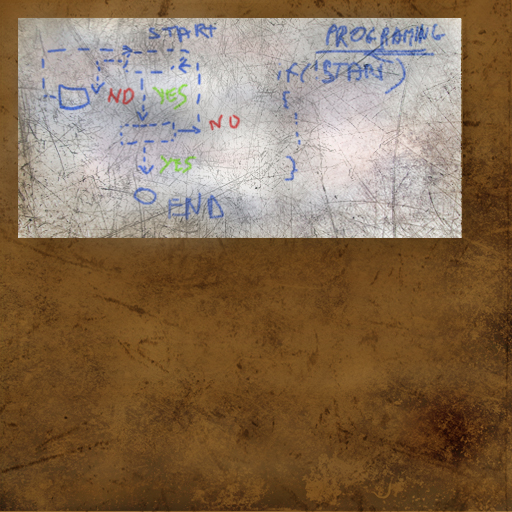 START
NO
YES
NO
YES
END
PROGRAMING
if(!START)
{
}